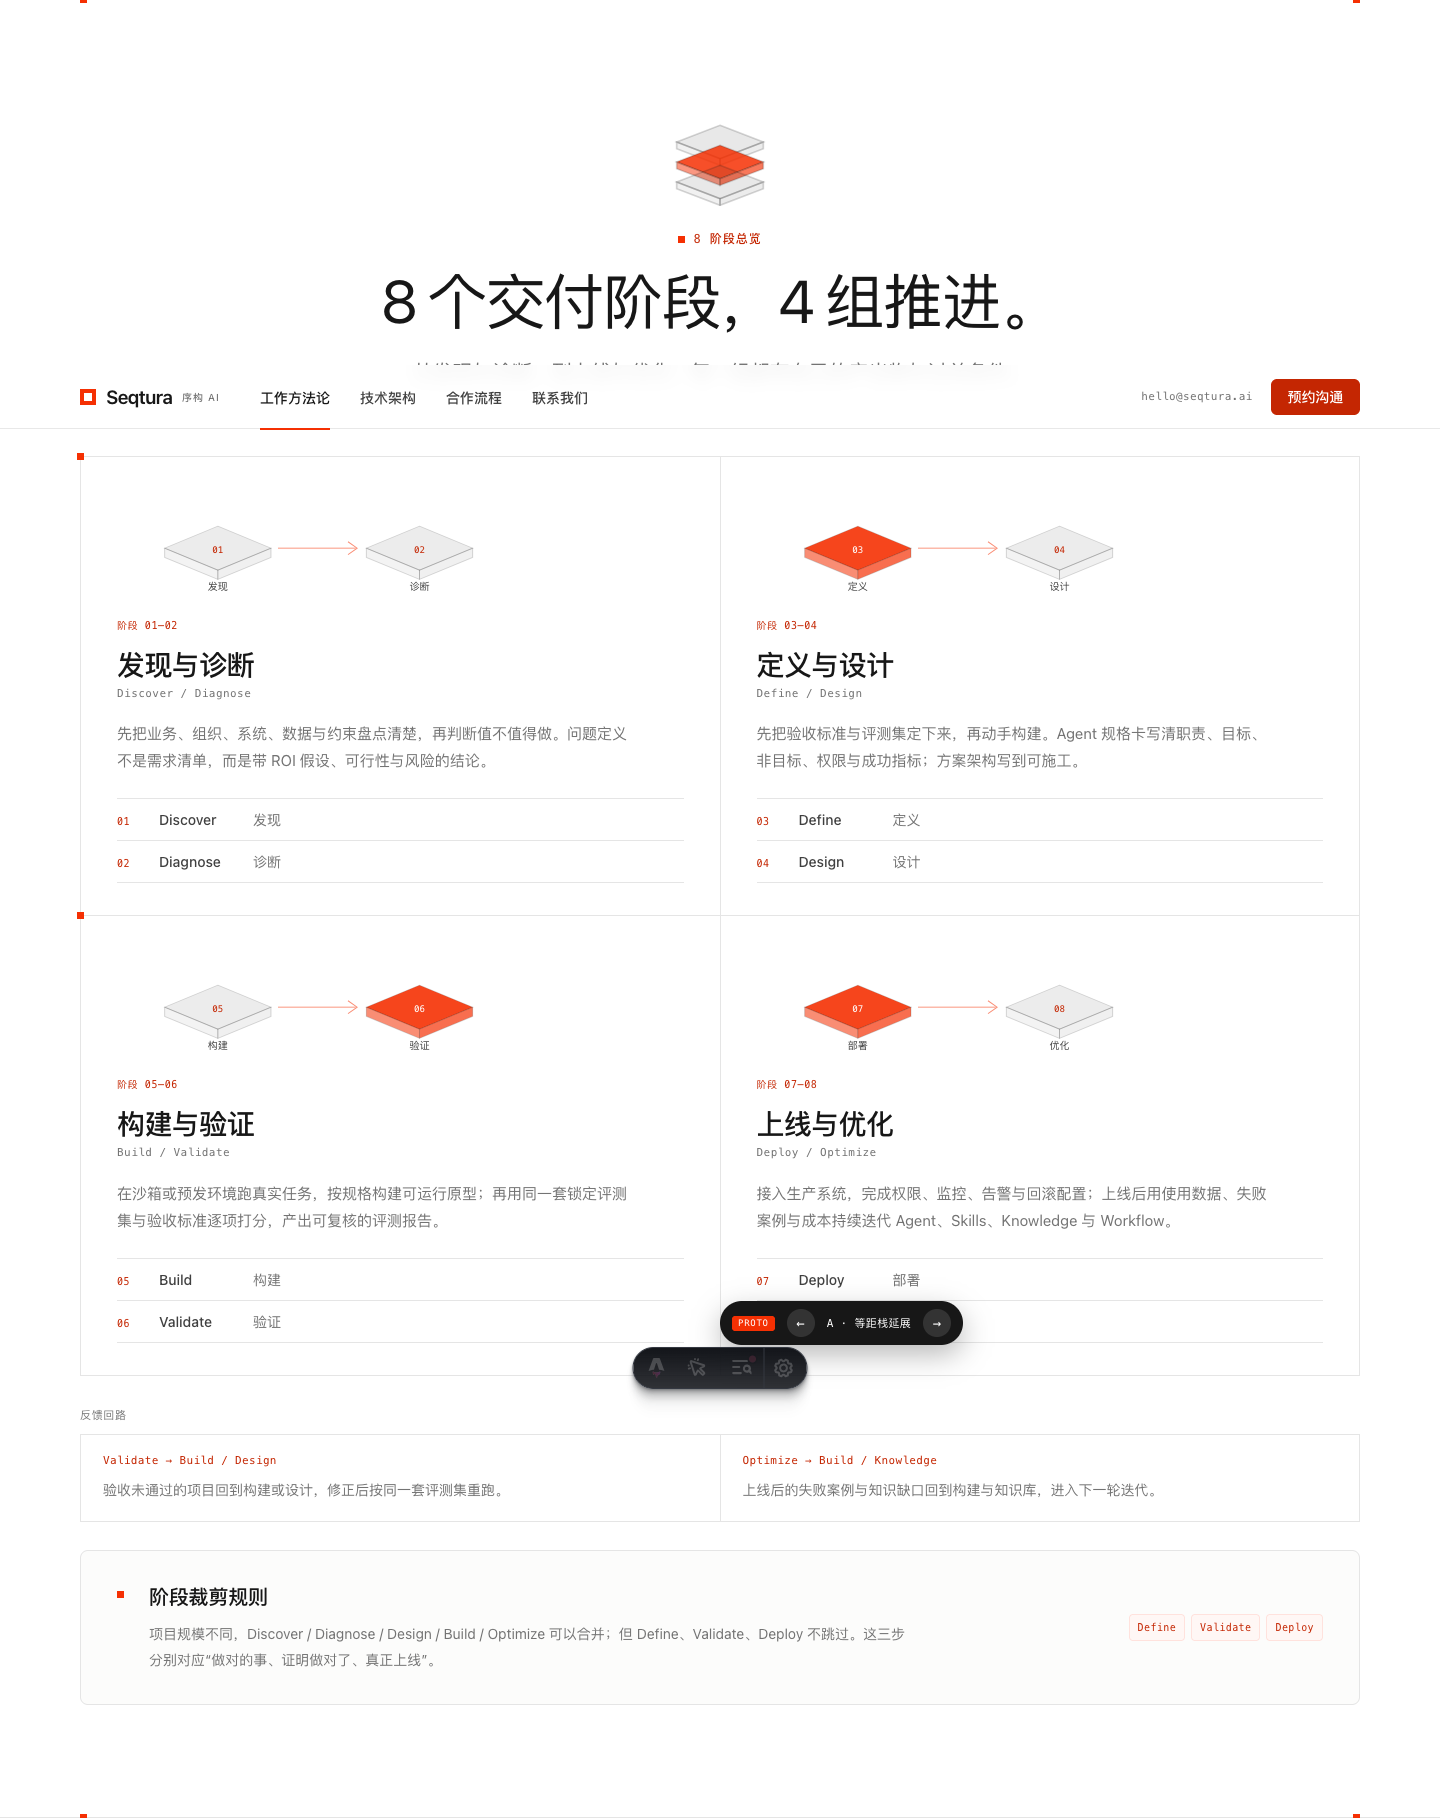 8 阶段总览
8 个交付阶段，4 组推进。
Seqtura 序构 AI 工作方法论 技术架构 合作流程 联系我们 hello@seqtura.ai 预约沟通
01 02
发现 诊断
阶段 01—02
发现与诊断
Discover / Diagnose
先把业务、组织、系统、数据与约束盘点清楚，再判断值不值得做。问题定义
不是需求清单，而是带 ROI 假设、可行性与风险的结论。
01 Discover 发现
02 Diagnose 诊断
03 04
定义 设计
阶段 03—04
定义与设计
Define / Design
先把验收标准与评测集定下来，再动手构建。Agent 规格卡写清职责、目标、
非目标、权限与成功指标；方案架构写到可施工。
03 Define 定义
04 Design 设计
05 06
构建 验证
阶段 05—06
构建与验证
Build / Validate
在沙箱或预发环境跑真实任务，按规格构建可运行原型；再用同一套锁定评测
集与验收标准逐项打分，产出可复核的评测报告。
05 Build 构建
06 Validate 验证
07 08
部署 优化
阶段 07—08
上线与优化
Deploy / Optimize
接入生产系统，完成权限、监控、告警与回滚配置；上线后用使用数据、失败
案例与成本持续迭代 Agent、Skills、Knowledge 与 Workflow。
07 Deploy 部署
PROTO ← A · 等距栈延展 →
反馈回路
Validate → Build / Design
验收未通过的项目回到构建或设计，修正后按同一套评测集重跑。
Optimize → Build / Knowledge
上线后的失败案例与知识缺口回到构建与知识库，进入下一轮迭代。
阶段裁剪规则
项目规模不同，Discover / Diagnose / Design / Build / Optimize 可以合并；但 Define、Validate、Deploy 不跳过。这三步
分别对应“做对的事、证明做对了、真正上线”。
Define Validate Deploy